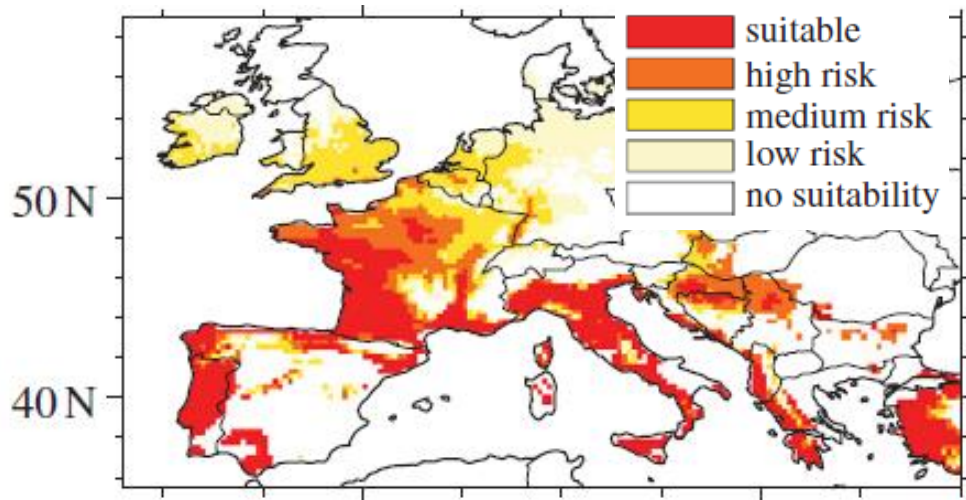 suitable
high risk
medium risk
low risk
no suitability
50 N
40 N